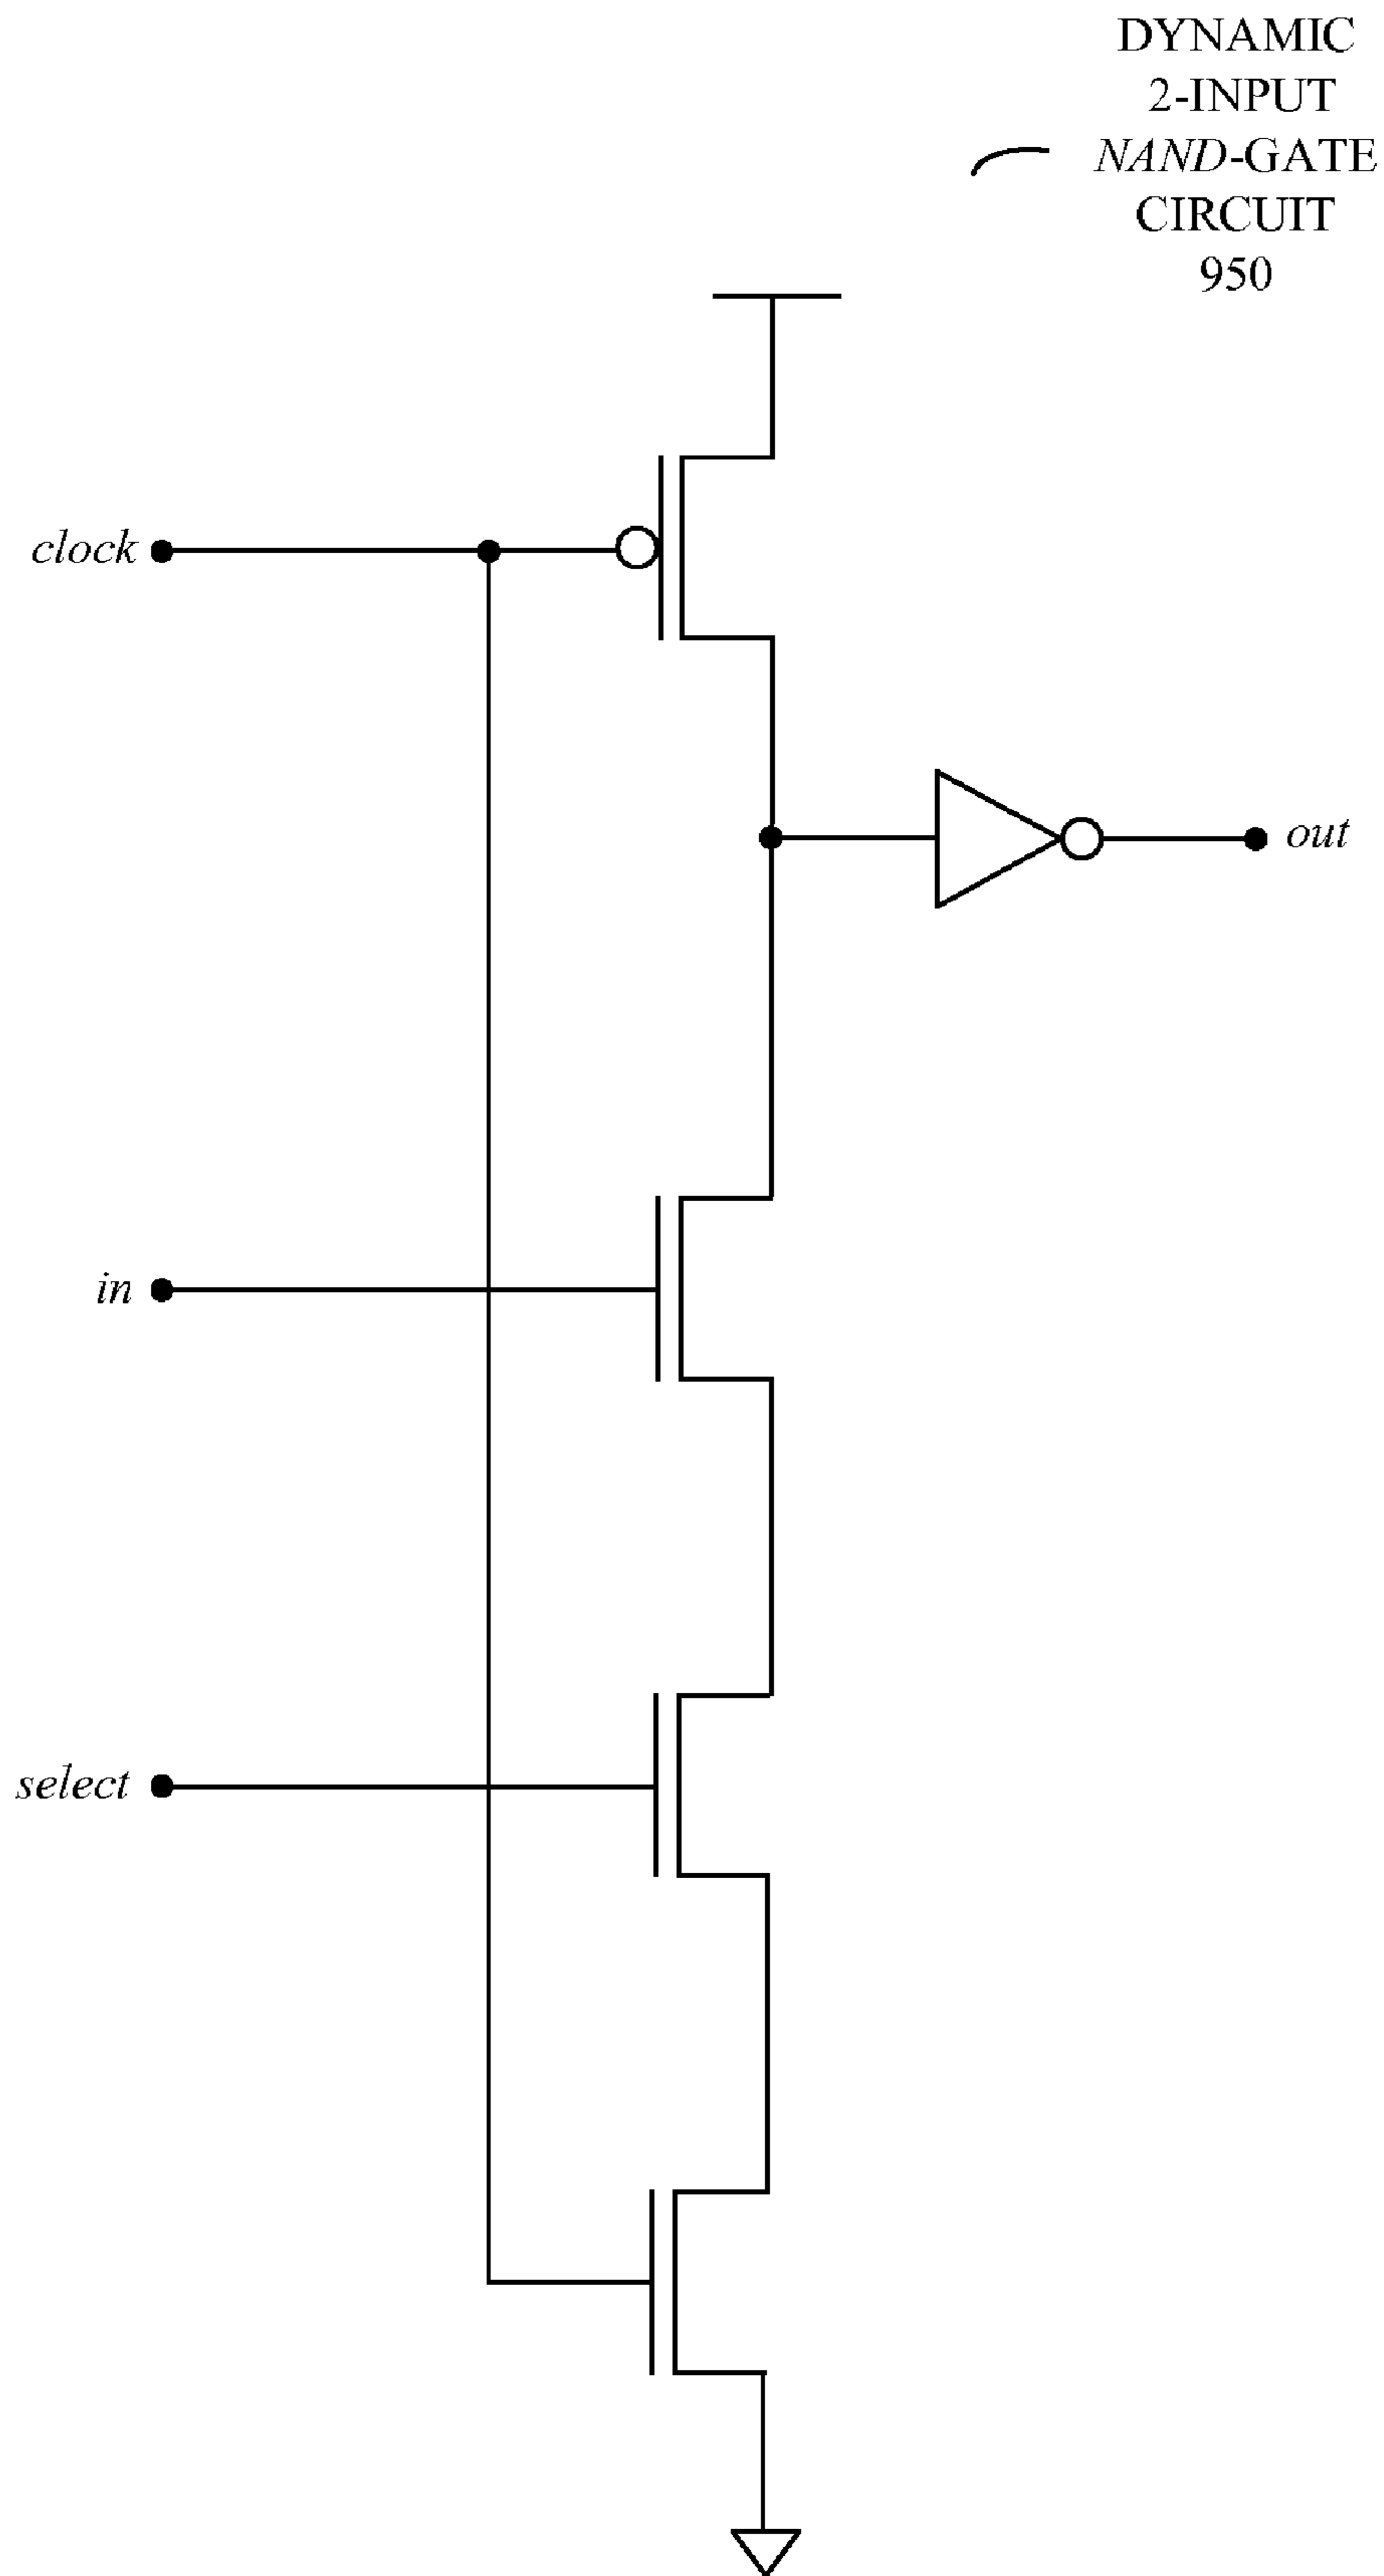 DYNAMIC
2-INPUT
NAND-GATE
CIRCUIT
950
clock
out
in
select